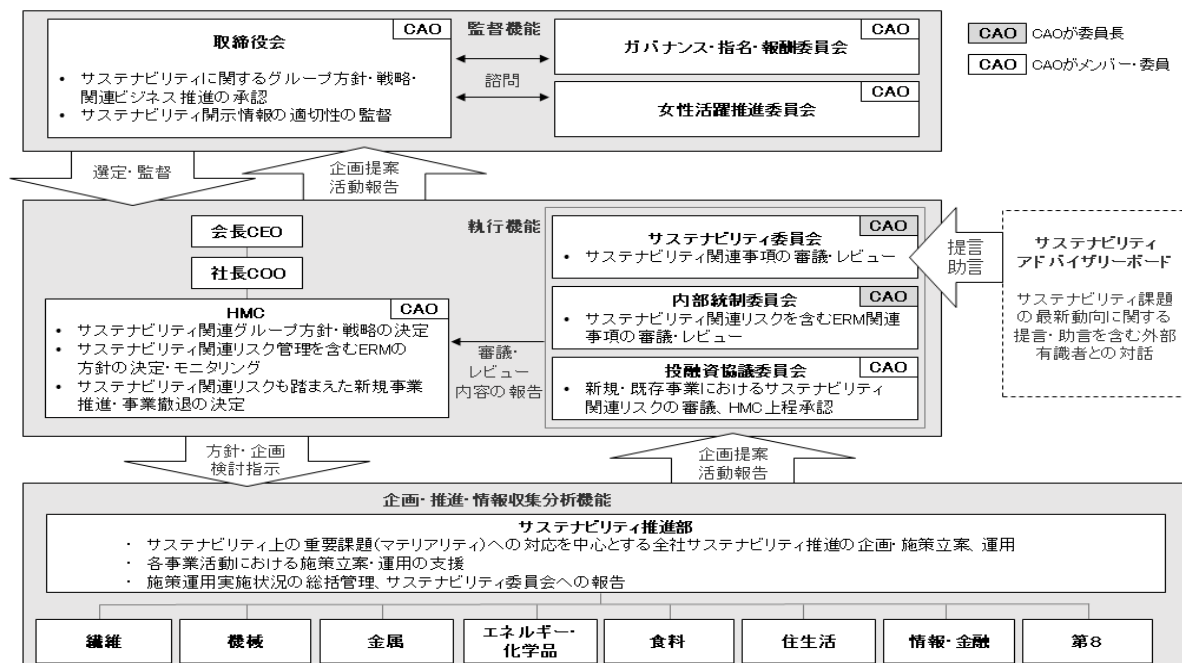 取締役会
CAO
• サステナビリティに関するグループ方針・戦略・
関連ビジネス推進の承認
• サステナビリティ開示情報の適切性の監督
監督機能
諮問
ガバナンス・指名・報酬委員会
CAO
女性活躍推進委員会
CAO
CAO CAOが委員長
CAO CAOがメンバー・委員
選定・監督
企画提案
活動報告
会長CEO
社長COO
HMC
CAO
• サステナビリティ関連グループ方針・戦略の決定
• サステナビリティ関連リスク管理を含むERMの
方針の決定・モニタリング
• サステナビリティ関連リスクも踏まえた新規事業
推進・事業撤退の決定
執行機能
審議・
レビュー
内容の報告
サステナビリティ委員会
CAO
• サステナビリティ関連事項の審議・レビュー
内部統制委員会
CAO
• サステナビリティ関連リスクを含むERM関連
事項の審議・レビュー
投融資協議委員会
CAO
• 新規・既存事業におけるサステナビリティ
関連リスクの審議、HMC上程承認
提言
助言
サステナビリティ
アドバイザリーボード
サステナビリティ課題
の最新動向に関する
提言・助言を含む外部
有識者との対話
方針・企画
検討指示
企画提案
活動報告
企画・推進・情報収集分析機能
サステナビリティ推進部
・ サステナビリティ上の重要課題(マテリアリティ)への対応を中心とする全社サステナビリティ推進の企画・施策立案、運用
・ 各事業活動における施策立案・運用の支援
・ 施策運用実施状況の総括管理、サステナビリティ委員会への報告
繊維
機械
金属
エネルギー・
化学品
食料
住生活
情報・金融
第8